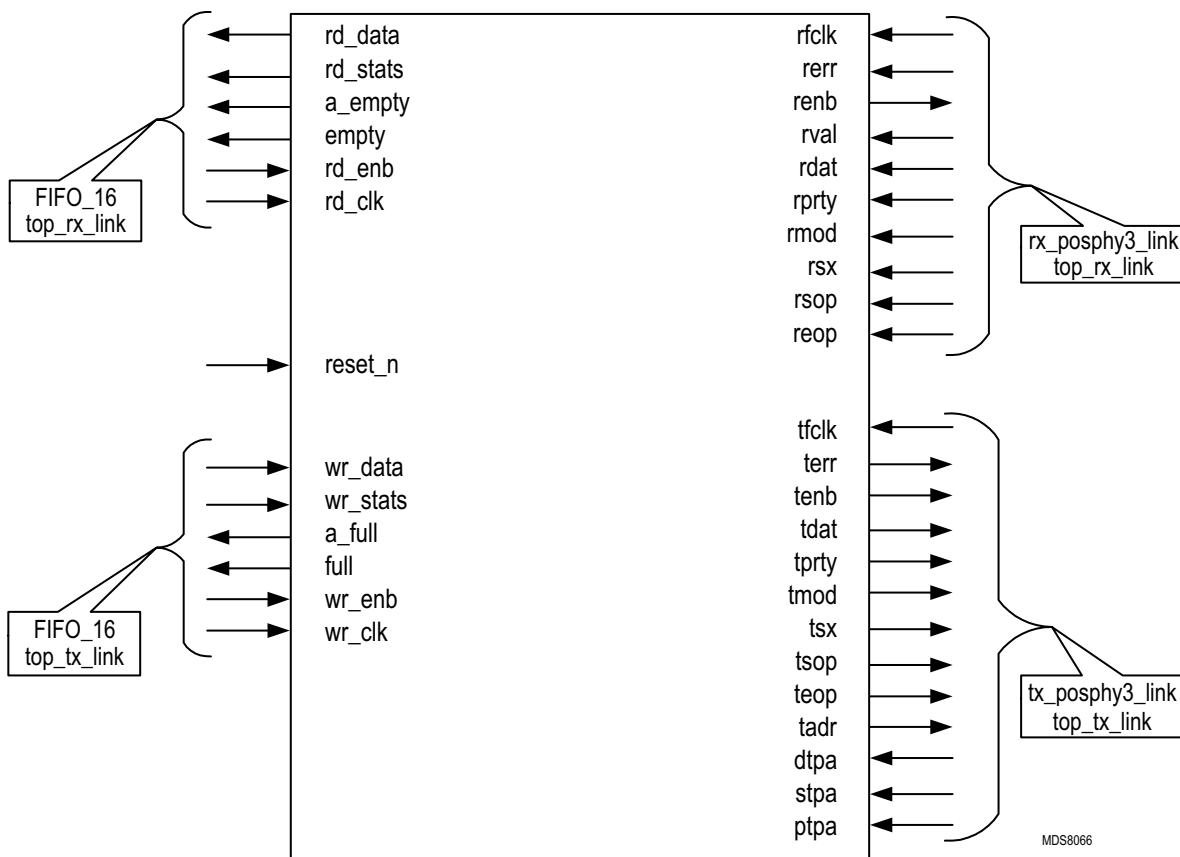 rd_data
rd_stats
a_empty
empty
rd_enb
rd_clk
FIFO_16
top_rx_link
reset_n
wr_data
wr_stats
a_full
full
wr_enb
wr_clk
FIFO_16
top_tx_link
rfclk
rerr
renb
rval
rdat
rprty
rmod
rsx
rsop
reop
rx_posphy3_link
top_rx_link
tfclk
terr
tenb
tdat
tprty
tmod
tsx
tsop
teop
tadr
dtpa
stpa
ptpa
tx_posphy3_link
top_tx_link
MDS8066